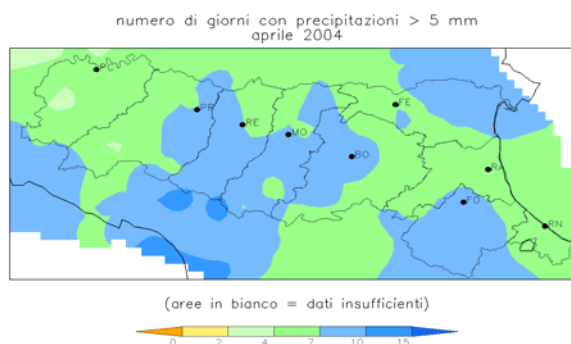 numero di giorni con precipitazioni > 5 mm
aprile 2004
PC
PR
RE
MO
BO
FE
RA
FO
RN
(aree in bianco = dati insufficienti)
0 2 4 7 10 15